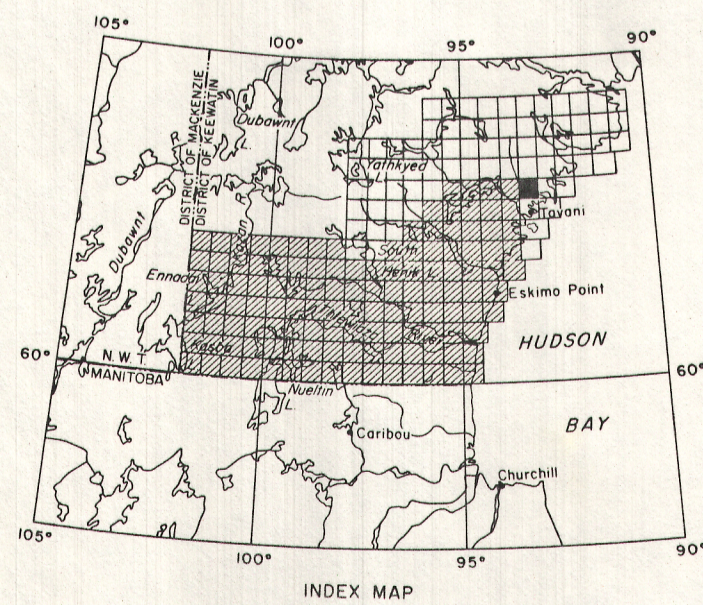 105°
100°
95°
90°
DISTRICT OF MACKENZIE
DISTRICT OF KEEWATIN
Dubawnt
L.
R.
Yathkyed
L.
Tavani
Dubawnt
Kazan R.
South
Henik L.
Ennadai
Eskimo Point
River
HUDSON
60°
N. W. T.
Kasba
MANITOBA
60°
Nueltin
L.
BAY
Caribou
Churchill
105°
100°
95°
90°
INDEX MAP